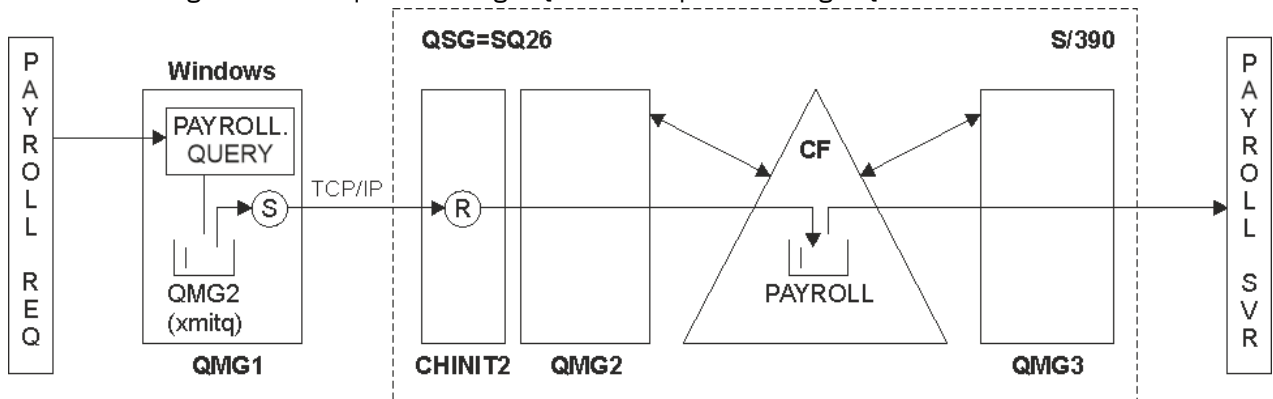 QSG=SQ26
S/390
P
A
Y
R
O
L
L
R
E
Q
Windows
PAYROLL.
QUERY
TCP/IP
S
R
QMG2
(xmitq)
QMG1
CHINIT2
QMG2
CF
PAYROLL
QMG3
P
A
Y
R
O
L
L
S
V
R